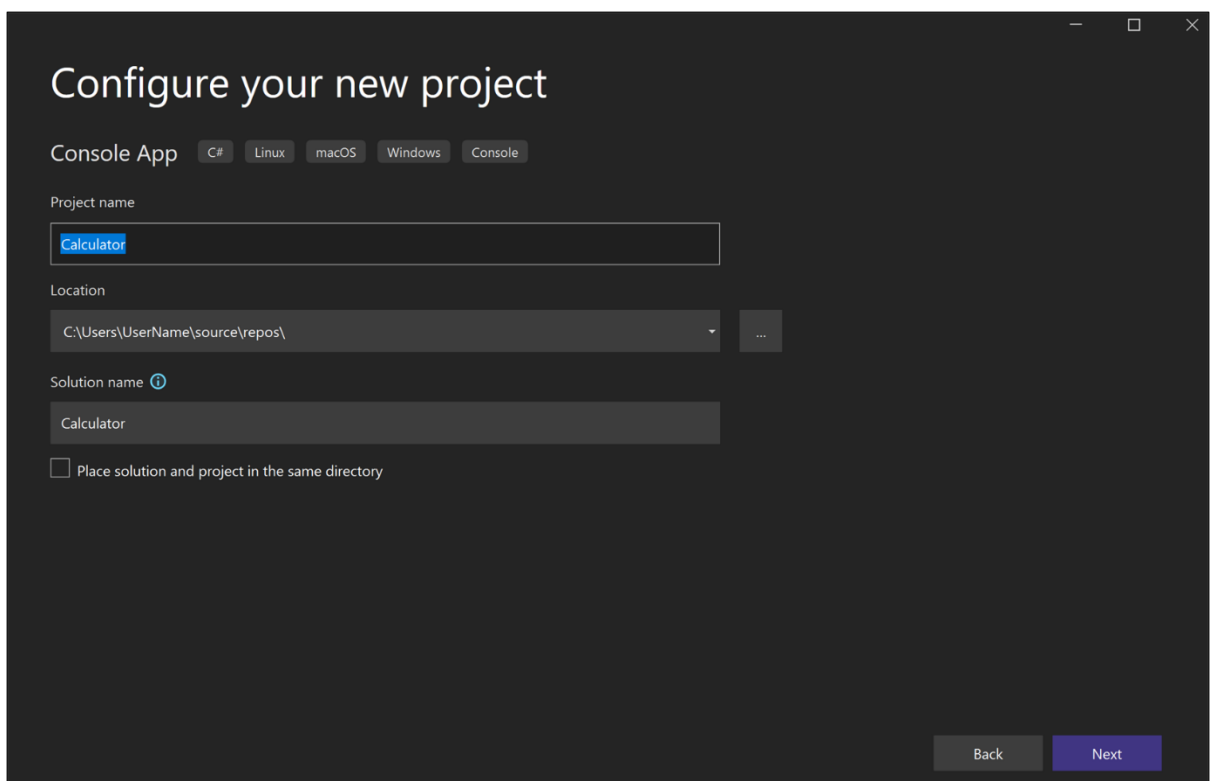 Configure your new project
Console App C# Linux macOS Windows Console
Project name
Calculator
Location
C:\Users\UserName\source\repos\ ...
Solution name
Calculator
Place solution and project in the same directory
Back Next